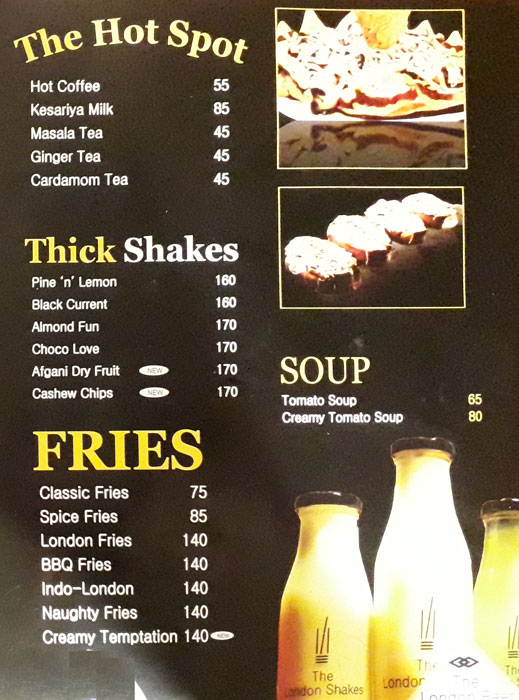 The Hot Spot
Hot Coffee 55
Kesariya Milk 85
Masala Tea 45
Ginger Tea 45
Cardamom Tea 45
Thick Shakes
Pine 'n' Lemon 160
Black Current 160
Almond Fun 170
Choco Love 170
Afgani Dry Fruit NEW 170
Cashew Chips NEW 170
FRIES
Classic Fries 75
Spice Fries 85
London Fries 140
BBQ Fries 140
Indo-London 140
Naughty Fries 140
Creamy Temptation 140 NEW
SOUP
Tomato Soup 65
Creamy Tomato Soup 80
The
London Shakes
The
London
The
London